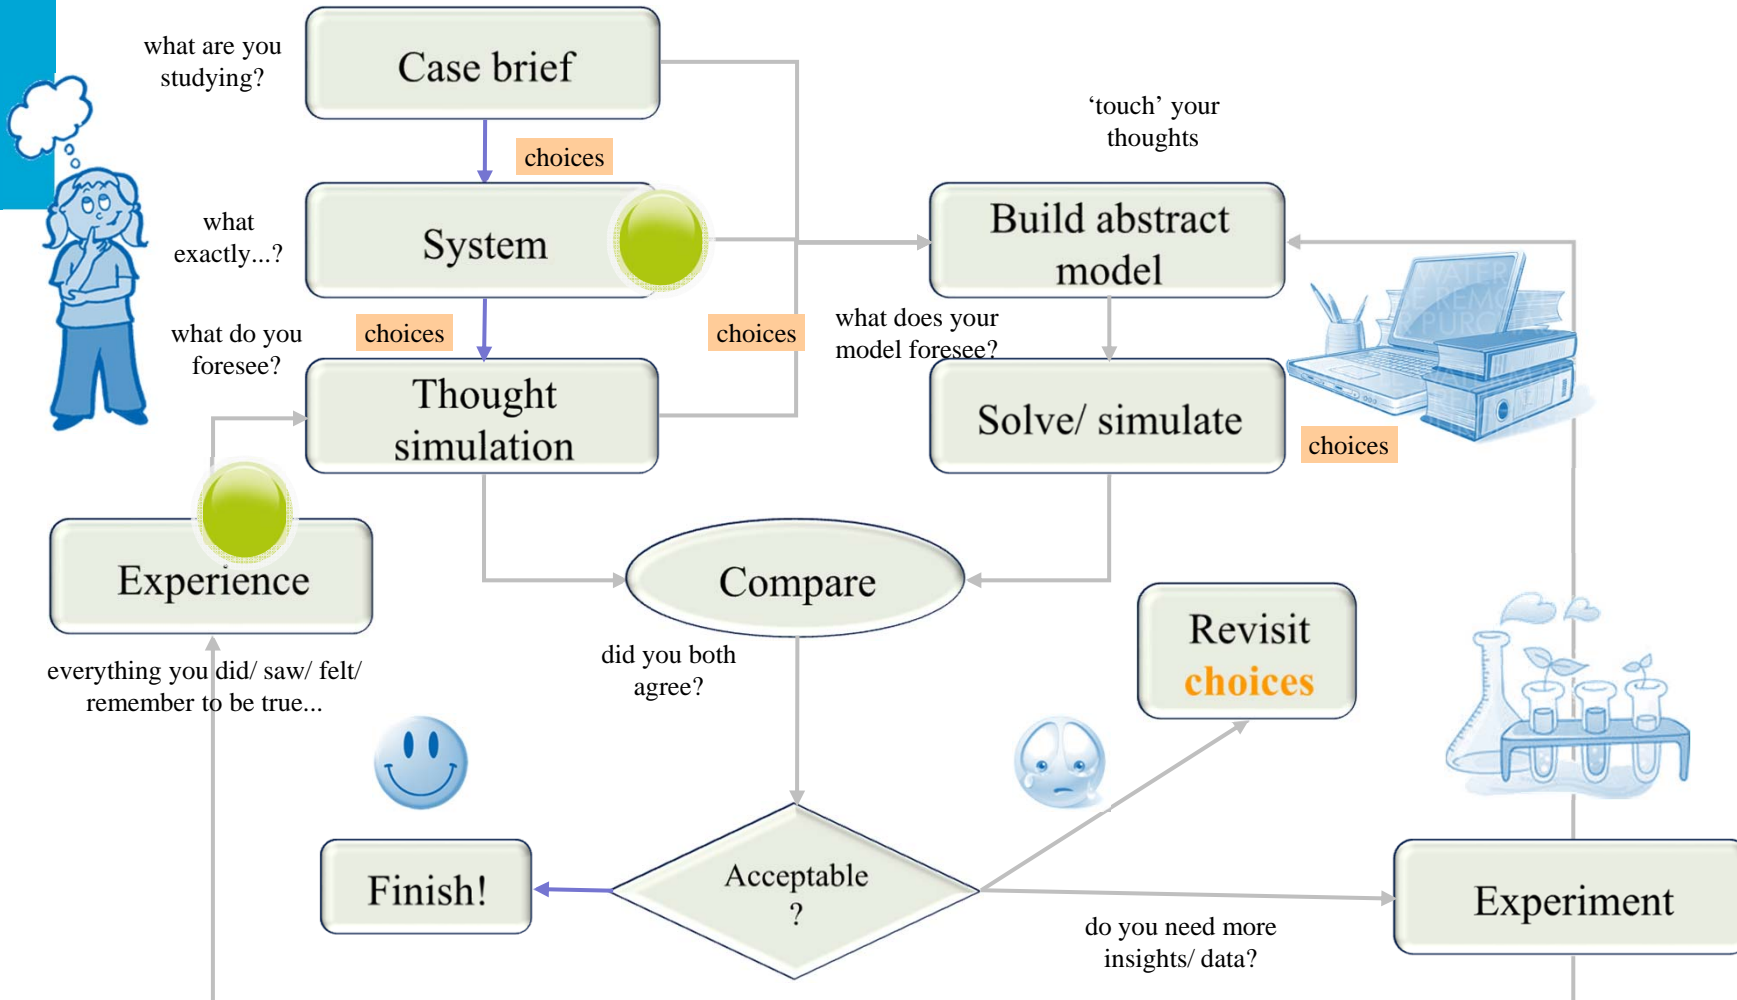 what are you
studying?
Case brief
‘touch’ your
thoughts
choices
what
exactly...?
System
Build abstract
model
what do you
foresee?
choices
choices
what does your
model foresee?
Thought
simulation
Solve/ simulate
choices
Experience
Compare
Revisit
choices
everything you did/ saw/ felt/
remember to be true...
did you both
agree?
Finish!
Acceptable
?
do you need more
insights/ data?
Experiment